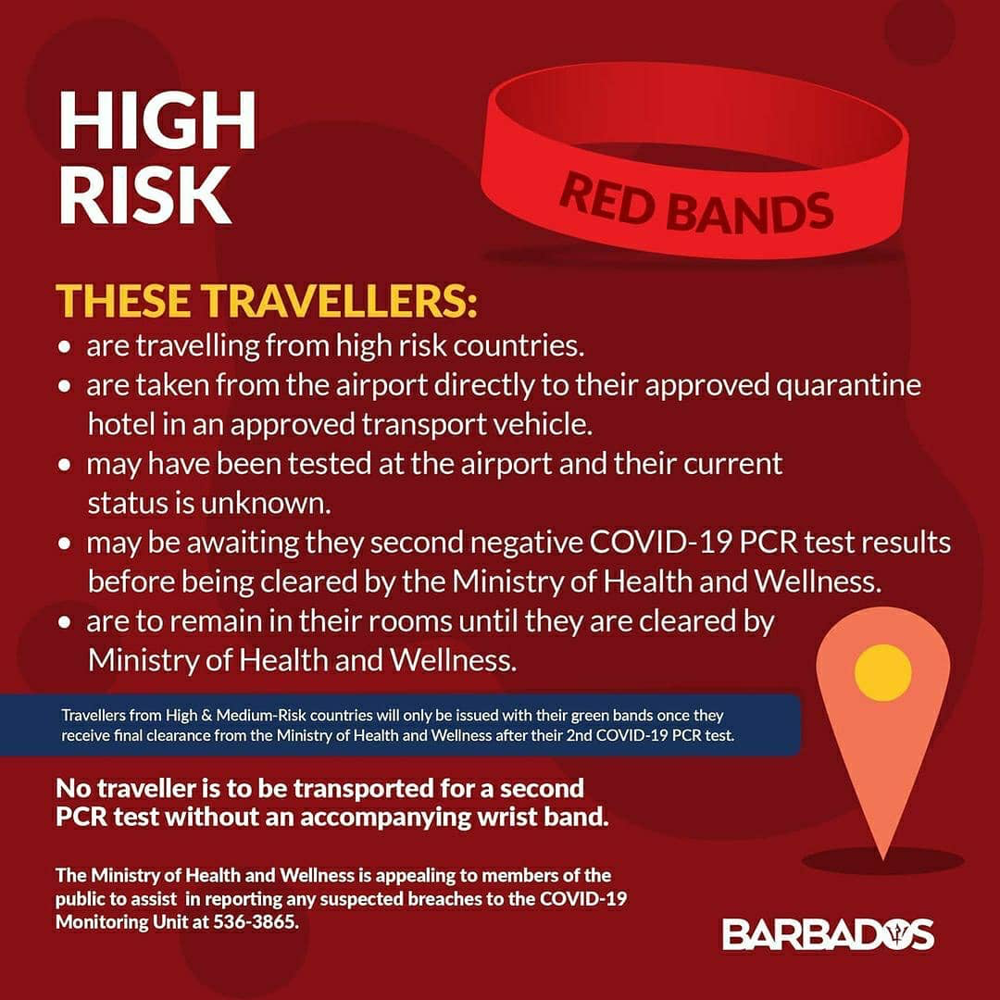 HIGH
RISK
RED BANDS
THESE TRAVELLERS:
• are travelling from high risk countries.
• are taken from the airport directly to their approved quarantine
hotel in an approved transport vehicle.
• may have been tested at the airport and their current
status is unknown.
• may be awaiting they second negative COVID-19 PCR test results
before being cleared by the Ministry of Health and Wellness.
• are to remain in their rooms until they are cleared by
Ministry of Health and Wellness.
Travellers from High & Medium-Risk countries will only be issued with their green bands once they
receive final clearance from the Ministry of Health and Wellness after their 2nd COVID-19 PCR test.
No traveller is to be transported for a second
PCR test without an accompanying wrist band.
The Ministry of Health and Wellness is appealing to members of the
public to assist in reporting any suspected breaches to the COVID-19
Monitoring Unit at 536-3865.
BARBADOS